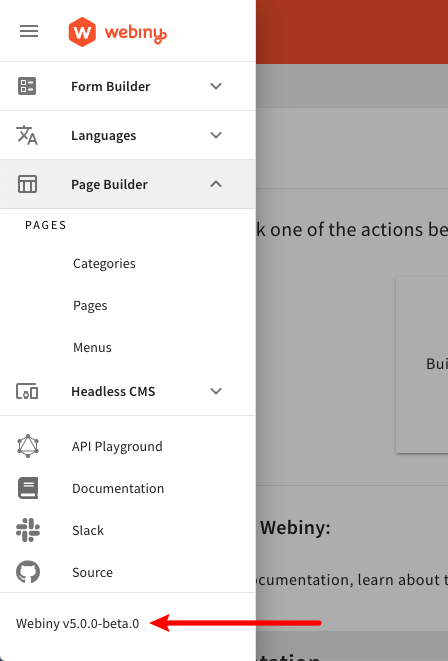 webiny
Form Builder
Languages
Page Builder
PAGES
k one of the actions be
Categories
Pages
Menus
Bui
Headless CMS
API Playground
Documentation
Webiny:
Slack
Source
ocumentation, learn about t
Webiny v5.0.0-beta.0